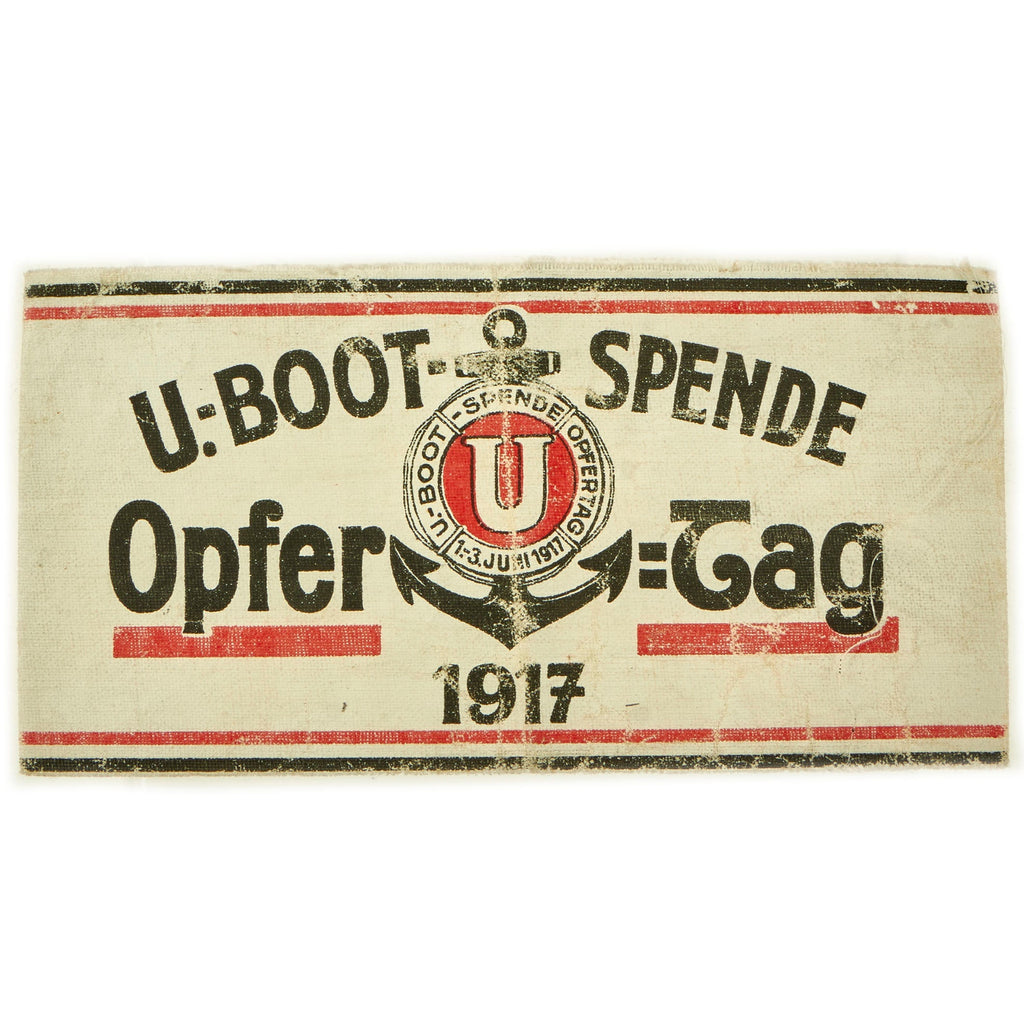 U.-BOOT-SPENDE
U-BOOT-SPENDE OPFERTAG
U
1.-3. JUNI 1917
Opfer=Tag
1917